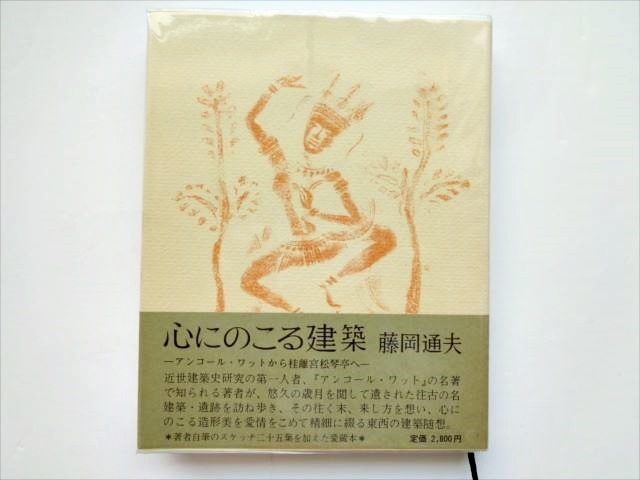 心にのこる建築 藤岡通夫
―アンコール・ワットから桂離宮松琴亭へ―
近世建築史研究の第一人者、『アンコール・ワット』の名著
で知られる著者が、悠久の歳月を関して遺された往古の名
建築・遺跡を訪ね歩き、その往く末、来し方を想い、心に
のこる造形美を愛情をこめて精細に綴る東西の建築随想。
＊著者自筆のスケッチ二十五葉を加えた愛蔵本＊ 定価 2,800円